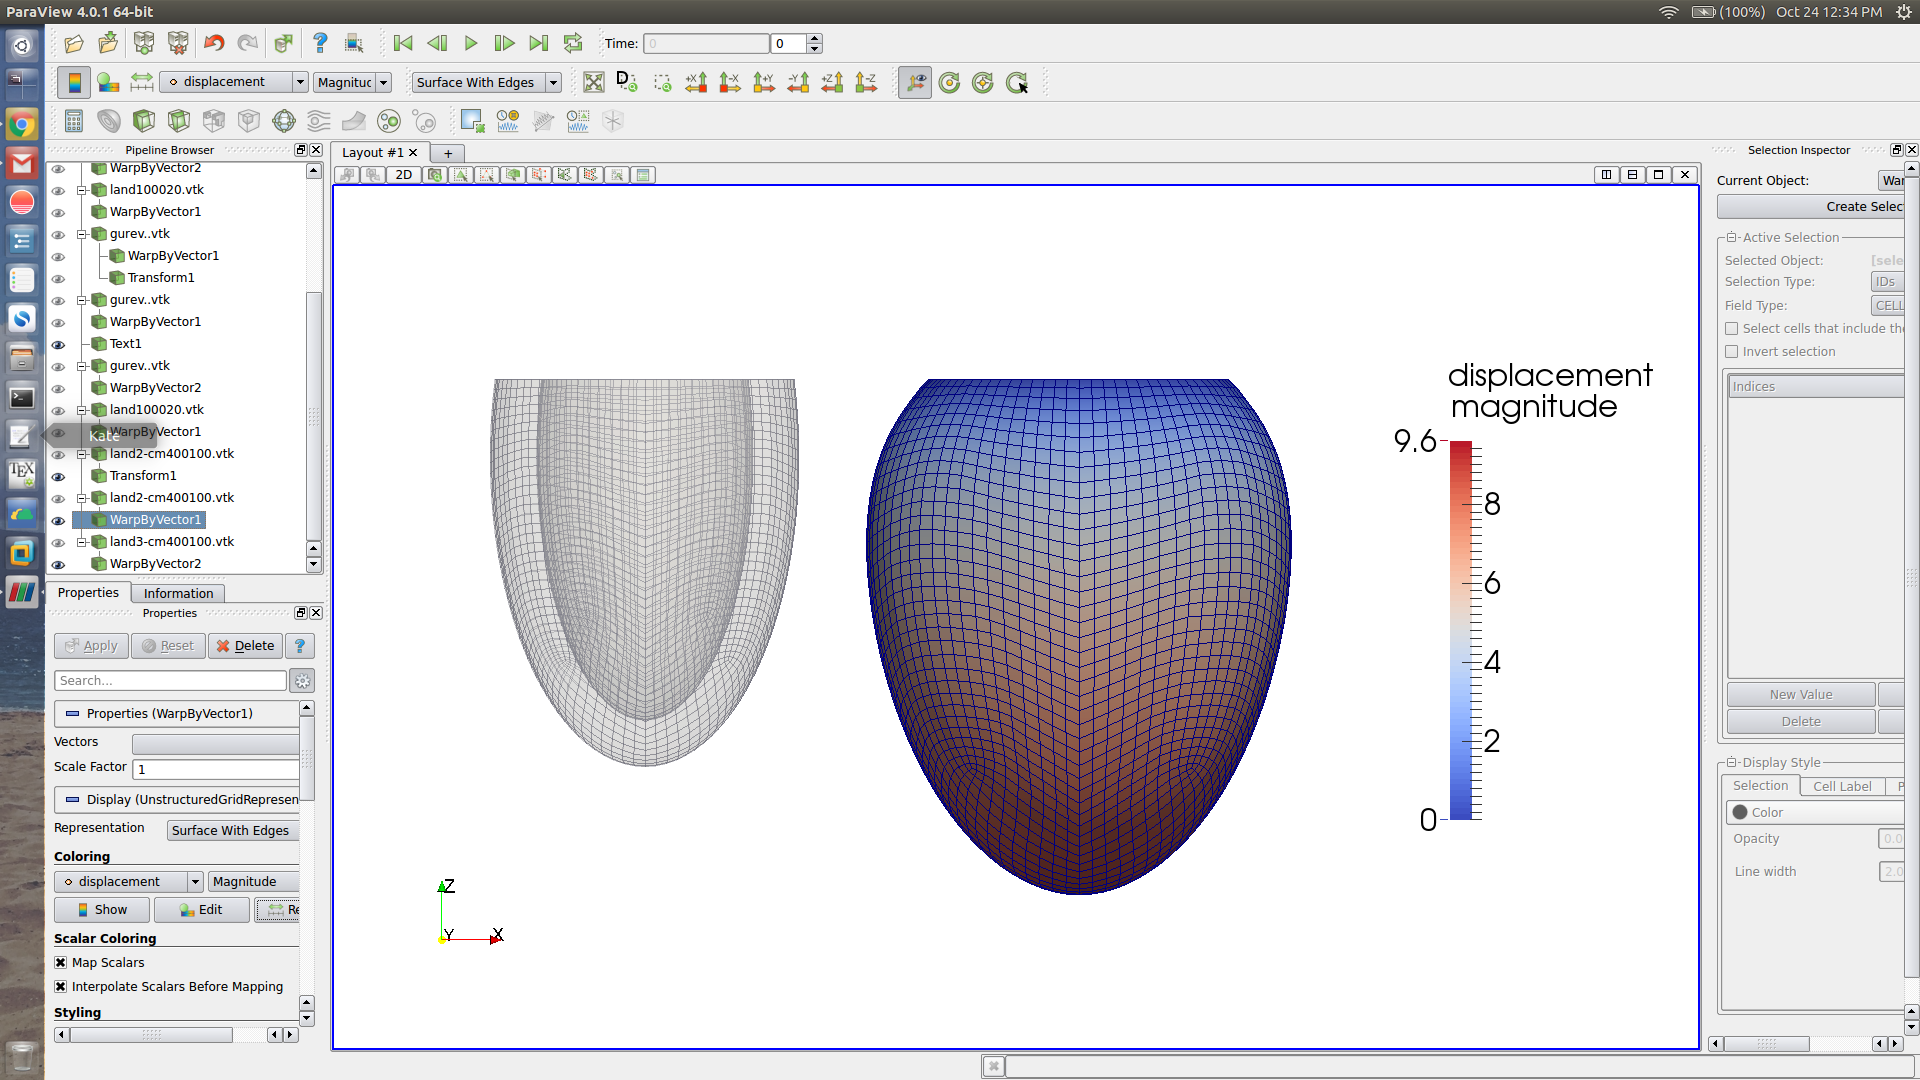 ParaView 4.0.1 64-bit
(100%) Oct 24 12:34 PM
Time: 0 0
displacement Magnituc Surface With Edges
D +X -X +Y -Y +Z -Z
Pipeline Browser
WarpByVector2
land100020.vtk
WarpByVector1
gurev..vtk
WarpByVector1
Transform1
gurev..vtk
WarpByVector1
Text1
gurev..vtk
WarpByVector2
land100020.vtk
WarpByVector1
Kate
land2-cm400100.vtk
Transform1
land2-cm400100.vtk
WarpByVector1
land3-cm400100.vtk
WarpByVector2
Properties Information
Properties
Apply Reset Delete ?
Search...
Properties (WarpByVector1)
Vectors
Scale Factor 1
Display (UnstructuredGridRepresen
Representation Surface With Edges
Coloring
displacement Magnitude
Show Edit Re
Scalar Coloring
Map Scalars
Interpolate Scalars Before Mapping
Styling
Layout #1
+
2D
displacement
magnitude
9.6
8
6
4
2
0
Z
Y X
Selection Inspector
Current Object: War
Create Selec
Active Selection
Selected Object: [sele
Selection Type: IDs
Field Type: CELL
Select cells that include the
Invert selection
Indices
New Value
Delete
Display Style
Selection Cell Label P
Color
Opacity 0.0
Line width 2.0
TEX